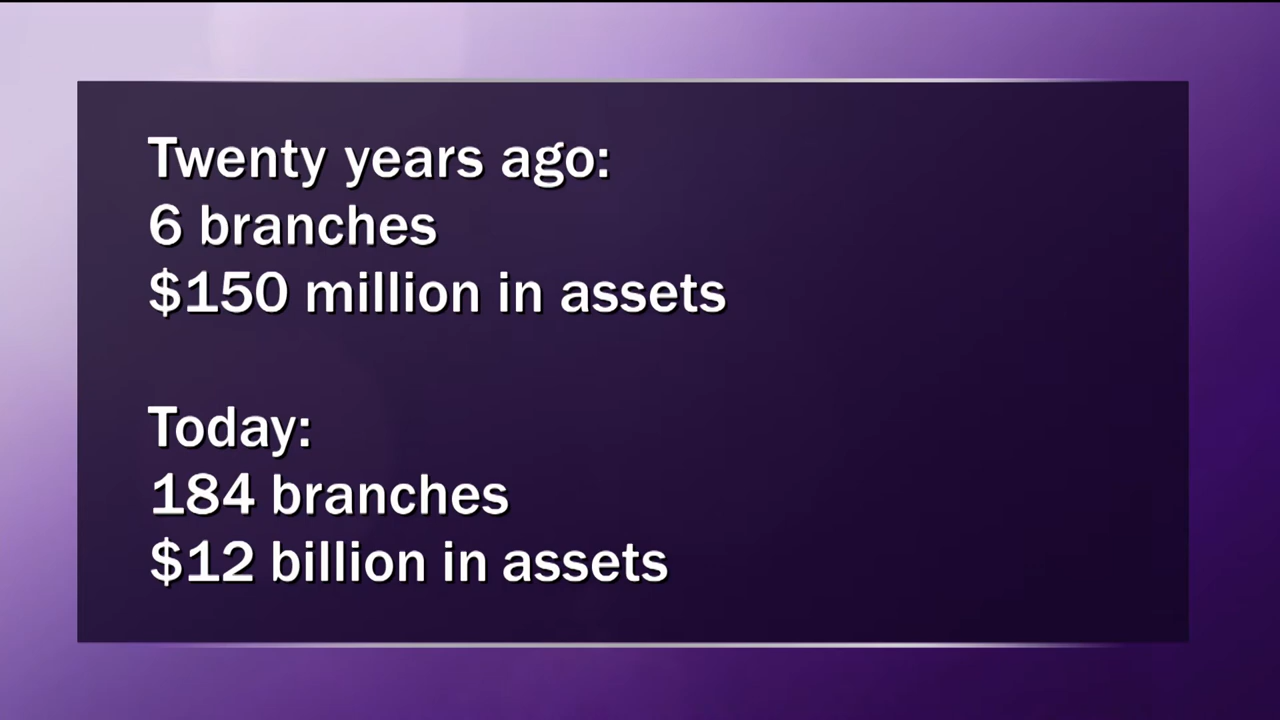 Twenty years ago:
6 branches
$150 million in assets
Today:
184 branches
$12 billion in assets